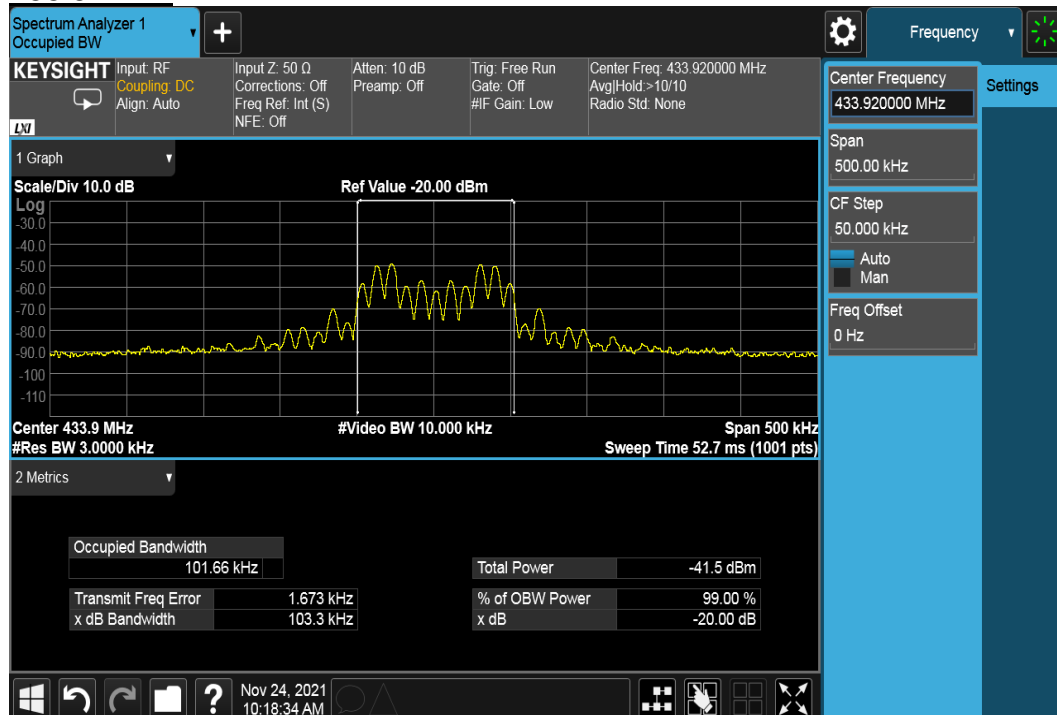 Spectrum Analyzer 1
Occupied BW
Frequency
KEYSIGHT
LXI
Input: RF
Coupling: DC
Align: Auto
Input Z: 50 Ω
Corrections: Off
Freq Ref: Int (S)
NFE: Off
Atten: 10 dB
Preamp: Off
Trig: Free Run
Gate: Off
#IF Gain: Low
Center Freq: 433.920000 MHz
Avg|Hold:>10/10
Radio Std: None
Center Frequency
433.920000 MHz
Settings
Span
500.00 kHz
CF Step
50.000 kHz
Auto
Man
Freq Offset
0 Hz
1 Graph
Scale/Div 10.0 dB
Ref Value -20.00 dBm
Log
-30.0
-40.0
-50.0
-60.0
-70.0
-80.0
-90.0
-100
-110
Center 433.9 MHz
#Video BW 10.000 kHz
Span 500 kHz
#Res BW 3.0000 kHz
Sweep Time 52.7 ms (1001 pts)
2 Metrics
Occupied Bandwidth
101.66 kHz
Total Power -41.5 dBm
Transmit Freq Error 1.673 kHz
% of OBW Power 99.00 %
x dB Bandwidth 103.3 kHz
x dB -20.00 dB
?
Nov 24, 2021
10:18:34 AM